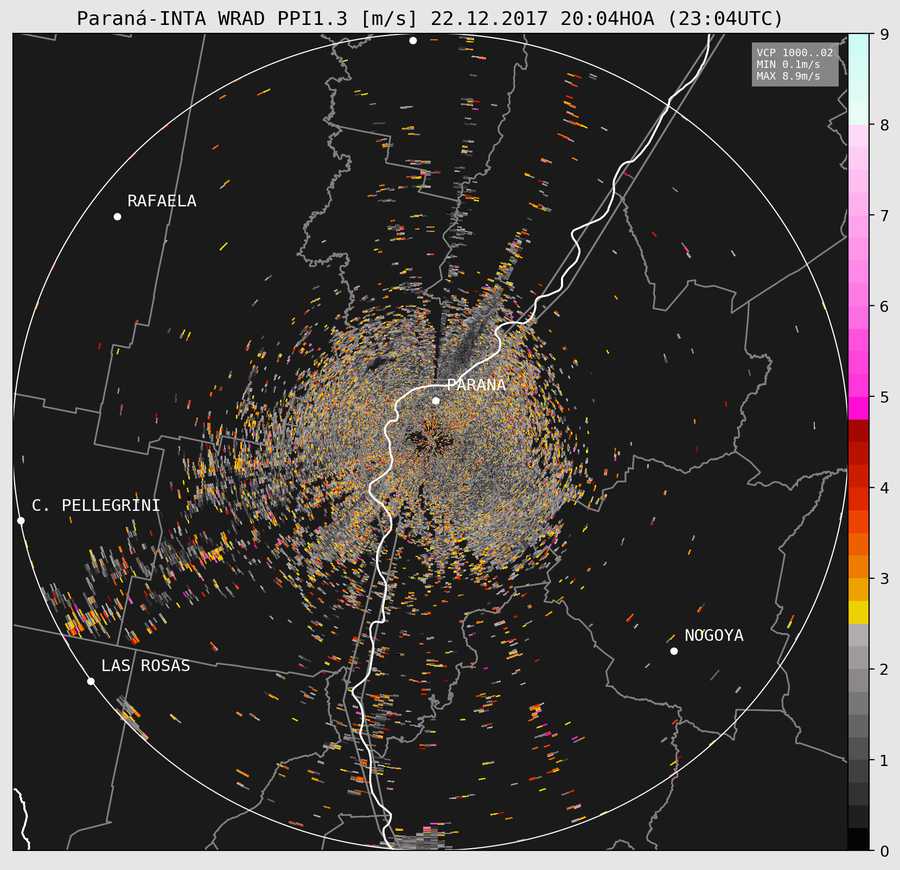 Paraná-INTA WRAD PPI1.3 [m/s] 22.12.2017 20:04HOA (23:04UTC)
VCP 1000..02
MIN 0.1m/s
MAX 8.9m/s
9
8
7
6
5
4
3
2
1
0
RAFAELA
PARANA
C. PELLEGRINI
NOGOYA
LAS ROSAS